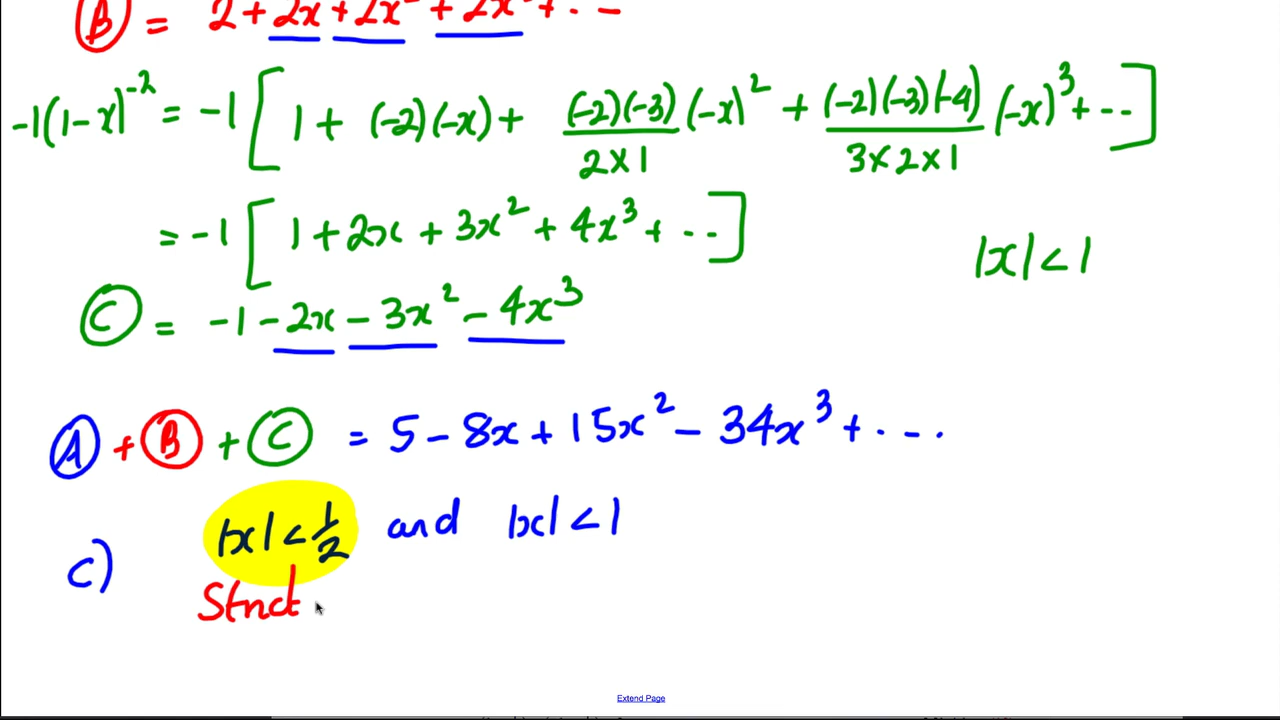 (B) = 2 + 2x + 2x² + 2x³ + ...
-1(1-x)⁻² = -1[1 + (-2)(-x) + (-2)(-3)/2×1 (-x)² + (-2)(-3)(-4)/3×2×1 (-x)³ + ...]
= -1[1 + 2x + 3x² + 4x³ + ...]
|x| < 1
(C) = -1 - 2x - 3x² - 4x³
(A) + (B) + (C) = 5 - 8x + 15x² - 34x³ + ....
c) |x| < 1/2 and |x| < 1
Strict
Extend Page